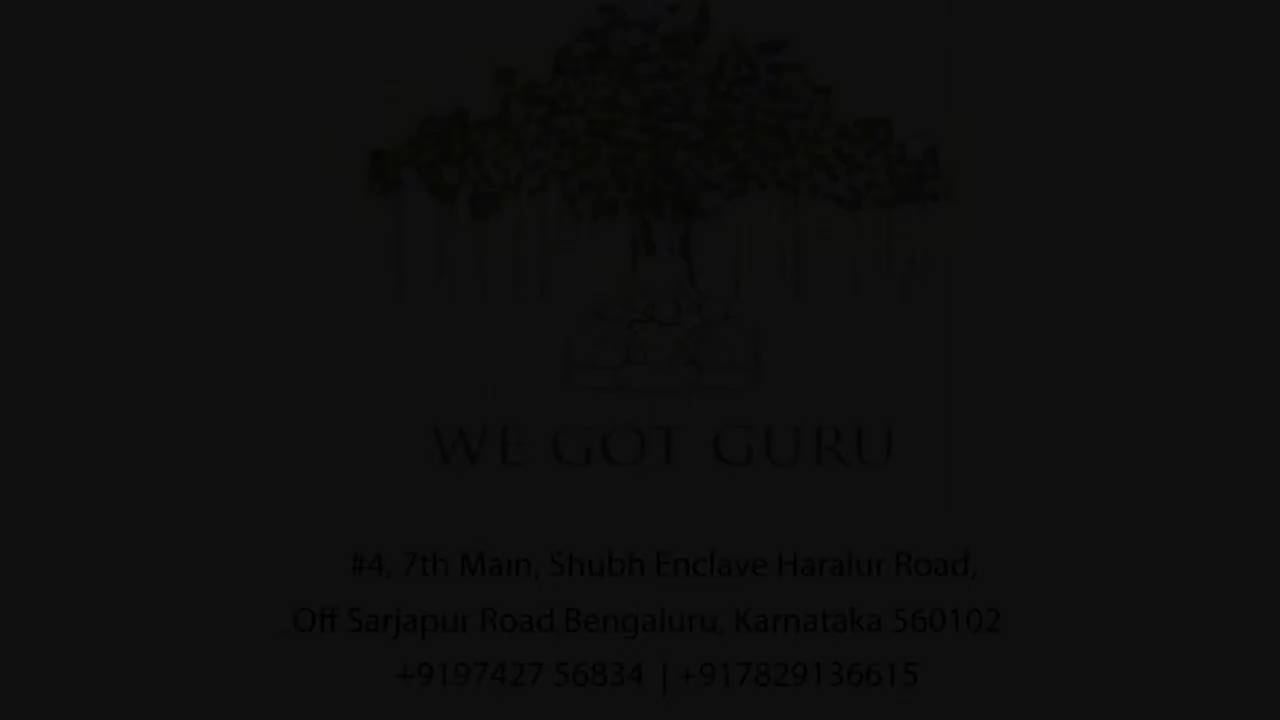 WE GOT GURU
#4, 7th Main, Shubh Enclave Haralur Road,
Off Sarjapur Road Bengaluru, Karnataka 560102
+9197427 56834 | +917829136615